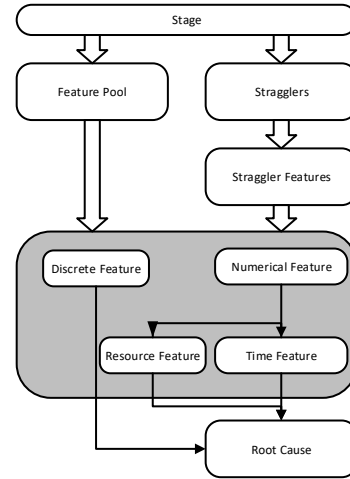 Stage
Feature Pool
Stragglers
Straggler Features
Discrete Feature
Numerical Feature
Resource Feature
Time Feature
Root Cause